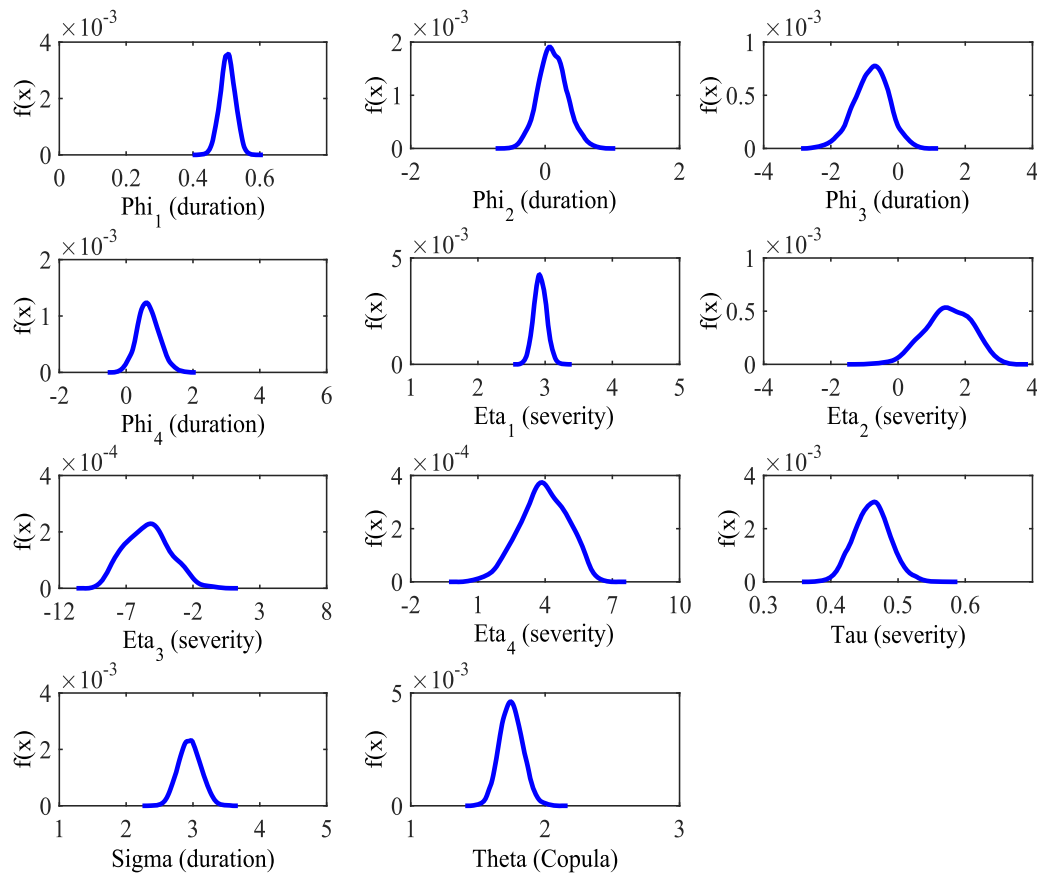 ×10⁻³
4
2
0
f(x)
0 0.2 0.4 0.6
Phi₁ (duration)
×10⁻³
2
1
0
f(x)
-2 0 2
Phi₂ (duration)
×10⁻³
1
0.5
0
f(x)
-4 -2 0 2 4
Phi₃ (duration)
×10⁻³
2
1
0
f(x)
-2 0 2 4 6
Phi₄ (duration)
×10⁻³
5
0
f(x)
1 2 3 4 5
Eta₁ (severity)
×10⁻³
1
0.5
0
f(x)
-4 -2 0 2 4
Eta₂ (severity)
×10⁻⁴
4
2
0
f(x)
-12 -7 -2 3 8
Eta₃ (severity)
×10⁻⁴
4
2
0
f(x)
-2 1 4 7 10
Eta₄ (severity)
×10⁻³
4
2
0
f(x)
0.3 0.4 0.5 0.6
Tau (severity)
×10⁻³
4
2
0
f(x)
1 2 3 4 5
Sigma (duration)
×10⁻³
5
0
f(x)
1 2 3
Theta (Copula)